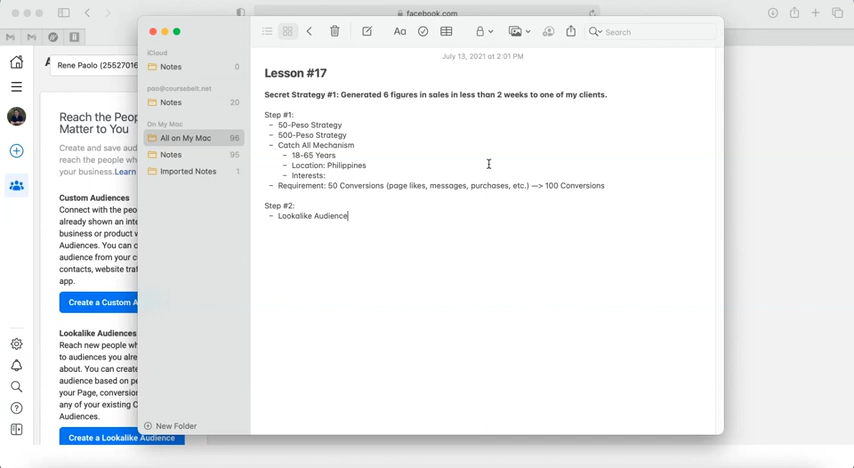 facebook.com
Rene Paolo (25527016
Reach the Peop
Matter to You
Create and save aud
reach the people who
your business. Learn
Custom Audiences
Connect with the peo
already shown an inte
business or product w
Audiences. You can c
audience from your c
contacts, website traf
app.
Create a Custom A
Lookalike Audiences
Reach new people wh
to audiences you alre
about. You can create
audience based on pe
your Page, conversion
any of your existing C
Audiences.
Create a Lookalike Audience
iCloud
Notes 0
pao@coursebelt.net
Notes 20
On My Mac
All on My Mac 96
Notes 95
Imported Notes 1
New Folder
Aa
Search
July 13, 2021 at 2:01 PM
Lesson #17
Secret Strategy #1: Generated 6 figures in sales in less than 2 weeks to one of my clients.
Step #1:
- 50-Peso Strategy
- 500-Peso Strategy
- Catch All Mechanism
- 18-65 Years
- Location: Philippines
- Interests:
- Requirement: 50 Conversions (page likes, messages, purchases, etc.) —> 100 Conversions
Step #2:
- Lookalike Audience